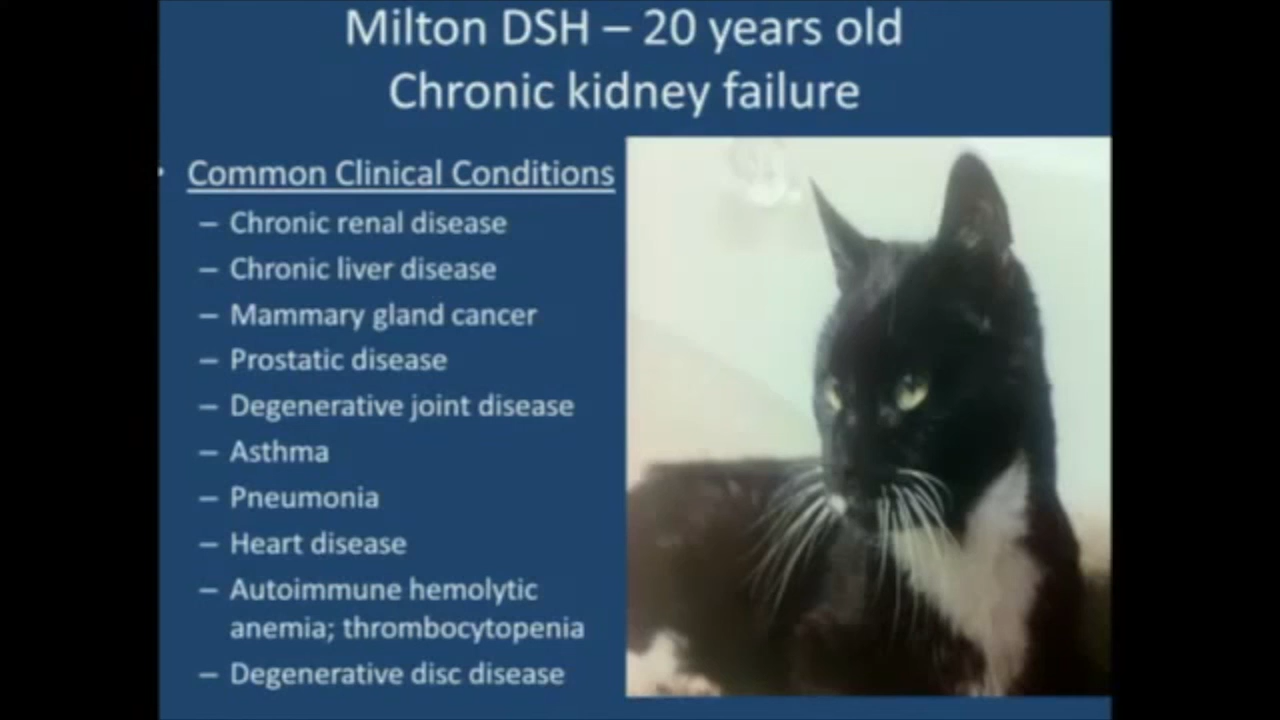 Milton DSH – 20 years old
Chronic kidney failure
• Common Clinical Conditions
– Chronic renal disease
– Chronic liver disease
– Mammary gland cancer
– Prostatic disease
– Degenerative joint disease
– Asthma
– Pneumonia
– Heart disease
– Autoimmune hemolytic
anemia; thrombocytopenia
– Degenerative disc disease